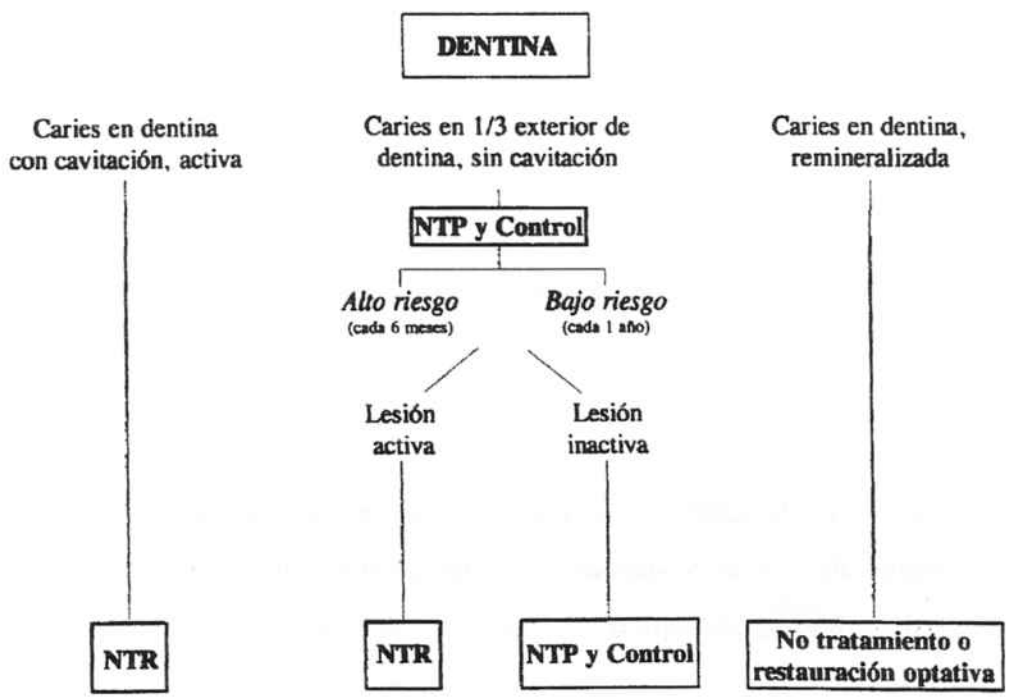 DENTINA
Caries en dentina
con cavitación, activa
Caries en 1/3 exterior de
dentina, sin cavitación
Caries en dentina,
remineralizada
NTP y Control
Alto riesgo
(cada 6 meses)
Bajo riesgo
(cada 1 año)
Lesión
activa
Lesión
inactiva
NTR
NTR
NTP y Control
No tratamiento o
restauración optativa